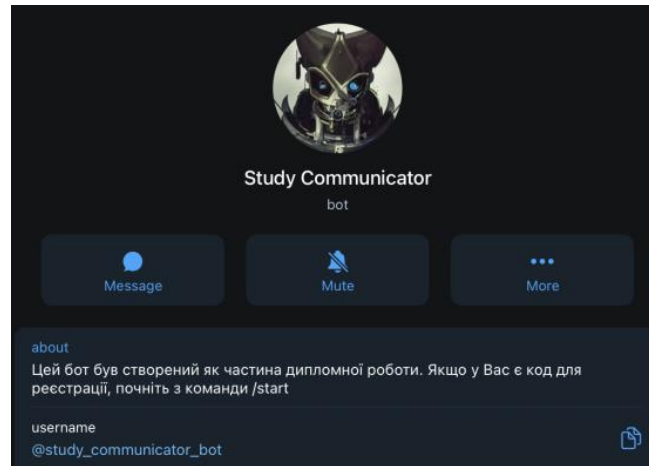 Study Communicator
bot
Message
Mute
More
about
Цей бот був створений як частина дипломної роботи. Якщо у Вас є код для
реєстрації, почніть з команди /start
username
@study_communicator_bot